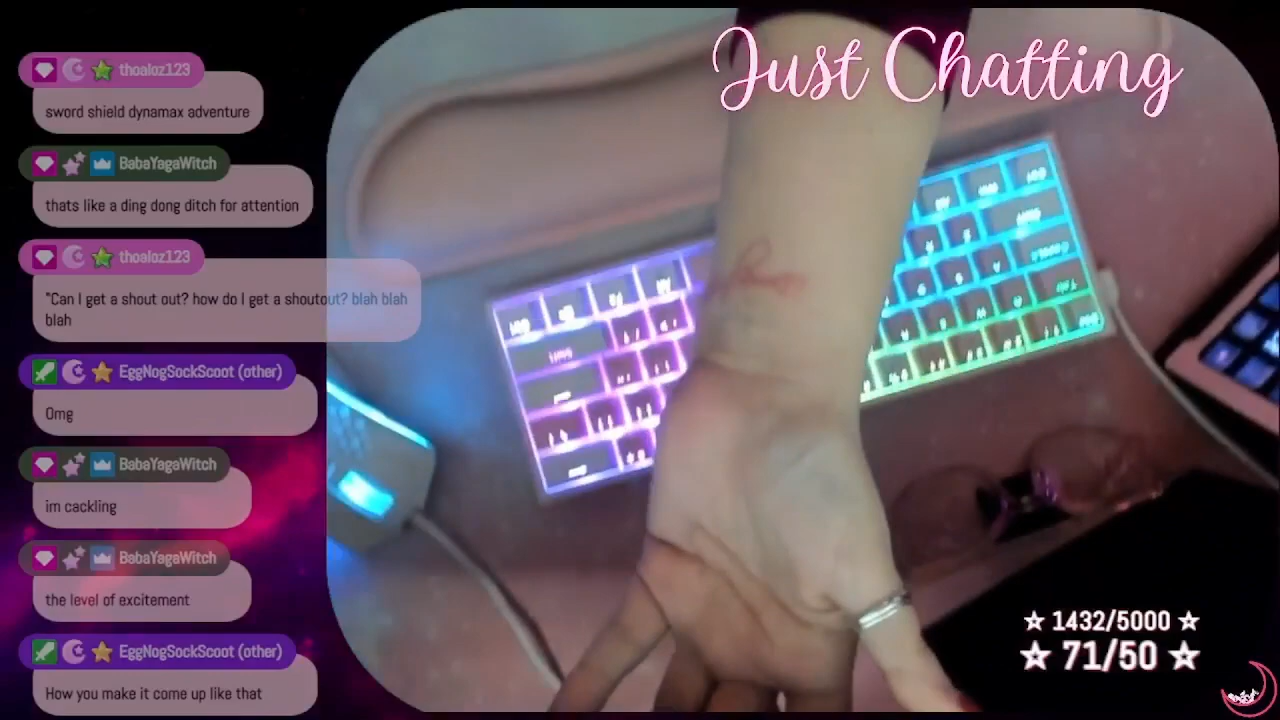 Just Chatting
thoaloz123
sword shield dynamax adventure
BabaYagaWitch
thats like a ding dong ditch for attention
thoaloz123
"Can I get a shout out? how do I get a shoutout? blah blah
blah
EggNogSockScoot (other)
Omg
BabaYagaWitch
im cackling
BabaYagaWitch
the level of excitement
EggNogSockScoot (other)
How you make it come up like that
☆ 1432/5000 ☆
☆ 71/50 ☆